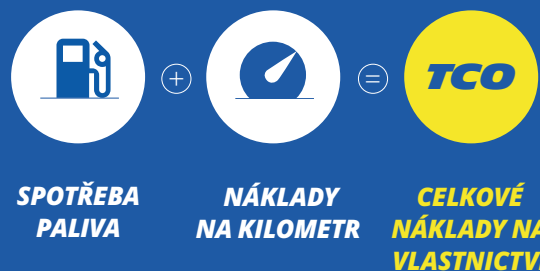 +
=
TCO
SPOTŘEBA
PALIVA
NÁKLADY
NA KILOMETR
CELKOVÉ
NÁKLADY NA
VLASTNICTV